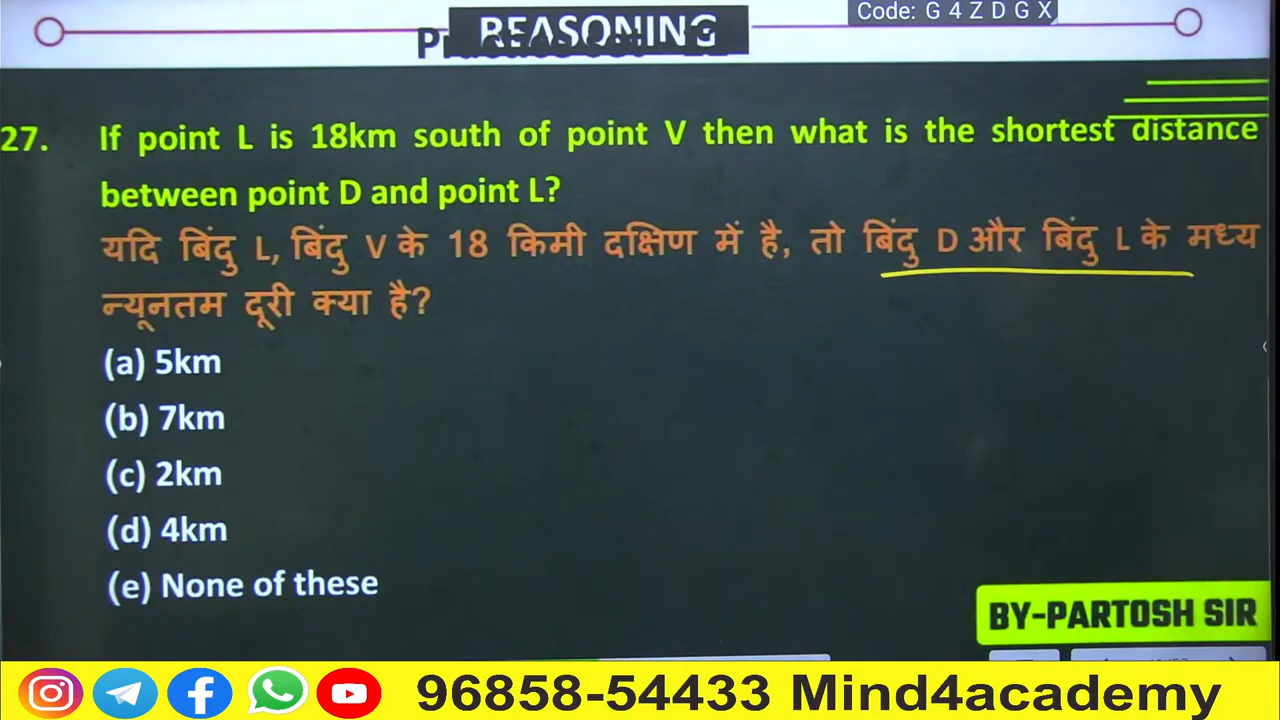 REASONING
Code: G 4 Z D G X
27. If point L is 18km south of point V then what is the shortest distance
between point D and point L?
यदि बिंदु L, बिंदु V के 18 किमी दक्षिण में है, तो बिंदु D और बिंदु L के मध्य
न्यूनतम दूरी क्या है?
(a) 5km
(b) 7km
(c) 2km
(d) 4km
(e) None of these
BY-PARTOSH SIR
96858-54433 Mind4academy